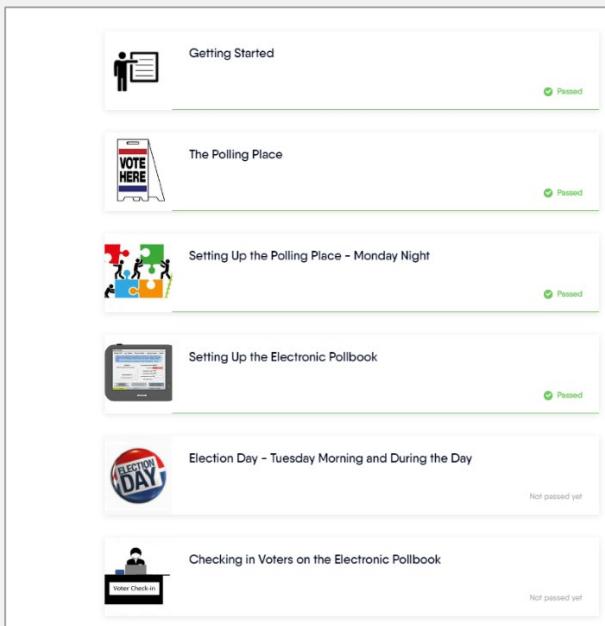 Getting Started
Passed
VOTE
HERE
The Polling Place
Passed
Setting Up the Polling Place - Monday Night
Passed
Setting Up the Electronic Pollbook
Passed
ELECTION
DAY
Election Day - Tuesday Morning and During the Day
Not passed yet
Checking in Voters on the Electronic Pollbook
Voter Check-in
Not passed yet